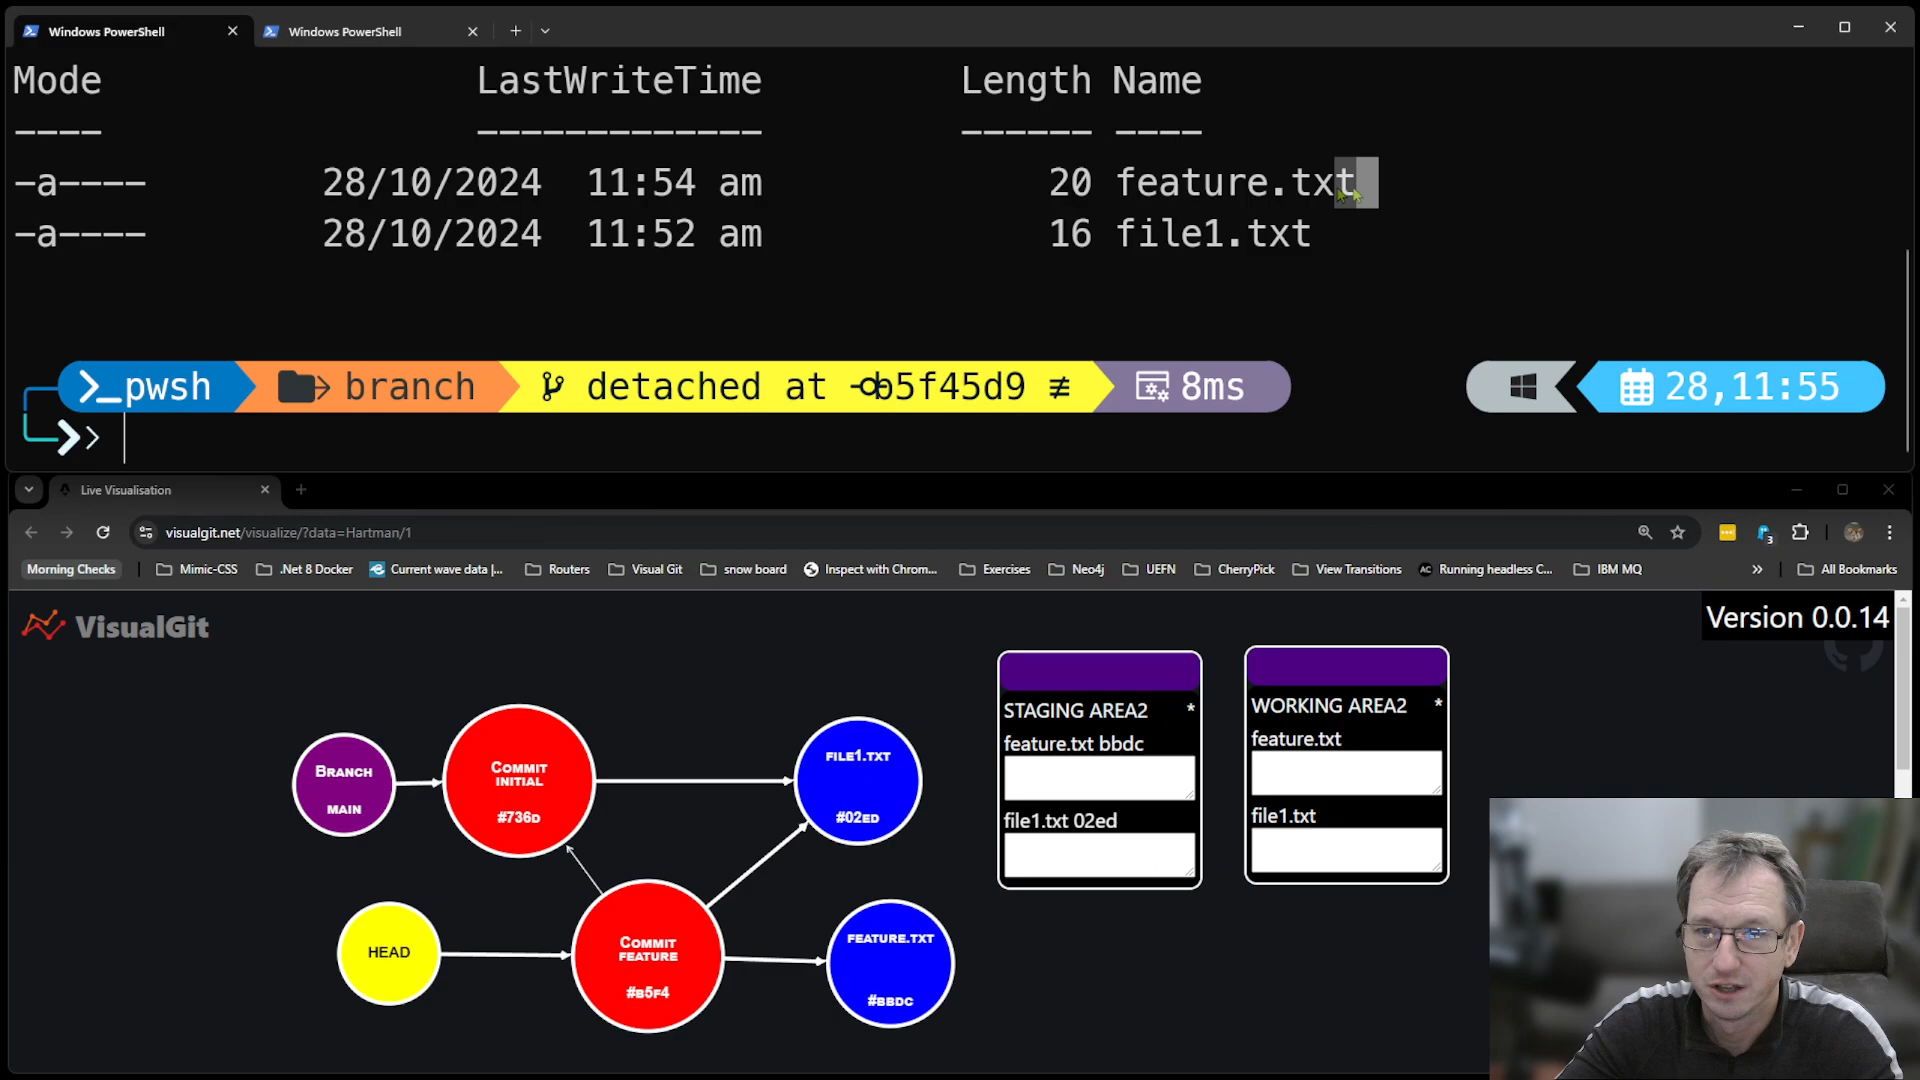 Windows PowerShell
Windows PowerShell
Mode LastWriteTime Length Name
---- ------------- ------ ----
-a---- 28/10/2024 11:54 am 20 feature.txt
-a---- 28/10/2024 11:52 am 16 file1.txt
pwsh branch detached at b5f45d9 ≢ 8ms 28,11:55
Live Visualisation
visualgit.net/visualize/?data=Hartman/1
3
Morning Checks Mimic-CSS .Net 8 Docker Current wave data |... Routers Visual Git snow board Inspect with Chrom... Exercises Neo4j UEFN CherryPick View Transitions AC Running headless C... IBM MQ » All Bookmarks
VisualGit
Version 0.0.14
BRANCH
MAIN
COMMIT
INITIAL
#736D
FILE1.TXT
#02ED
HEAD
COMMIT
FEATURE
#B5F4
FEATURE.TXT
#BBDC
STAGING AREA2 *
feature.txt bbdc
file1.txt 02ed
WORKING AREA2 *
feature.txt
file1.txt